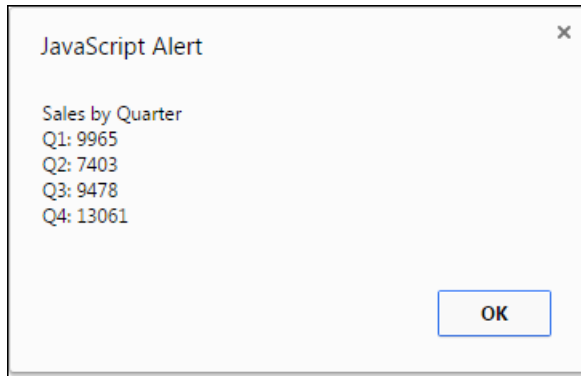 JavaScript Alert
Sales by Quarter
Q1: 9965
Q2: 7403
Q3: 9478
Q4: 13061
OK